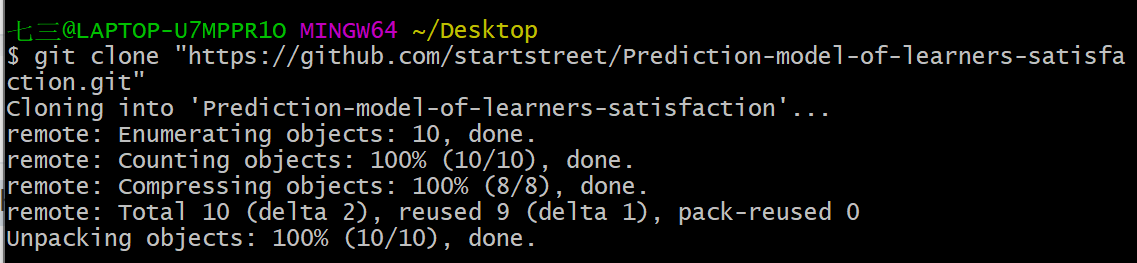 七三@LAPTOP-U7MPPR1O MINGW64 ~/Desktop
$ git clone "https://github.com/startstreet/Prediction-model-of-learners-satisfa
ction.git"
Cloning into 'Prediction-model-of-learners-satisfaction'...
remote: Enumerating objects: 10, done.
remote: Counting objects: 100% (10/10), done.
remote: Compressing objects: 100% (8/8), done.
remote: Total 10 (delta 2), reused 9 (delta 1), pack-reused 0
Unpacking objects: 100% (10/10), done.